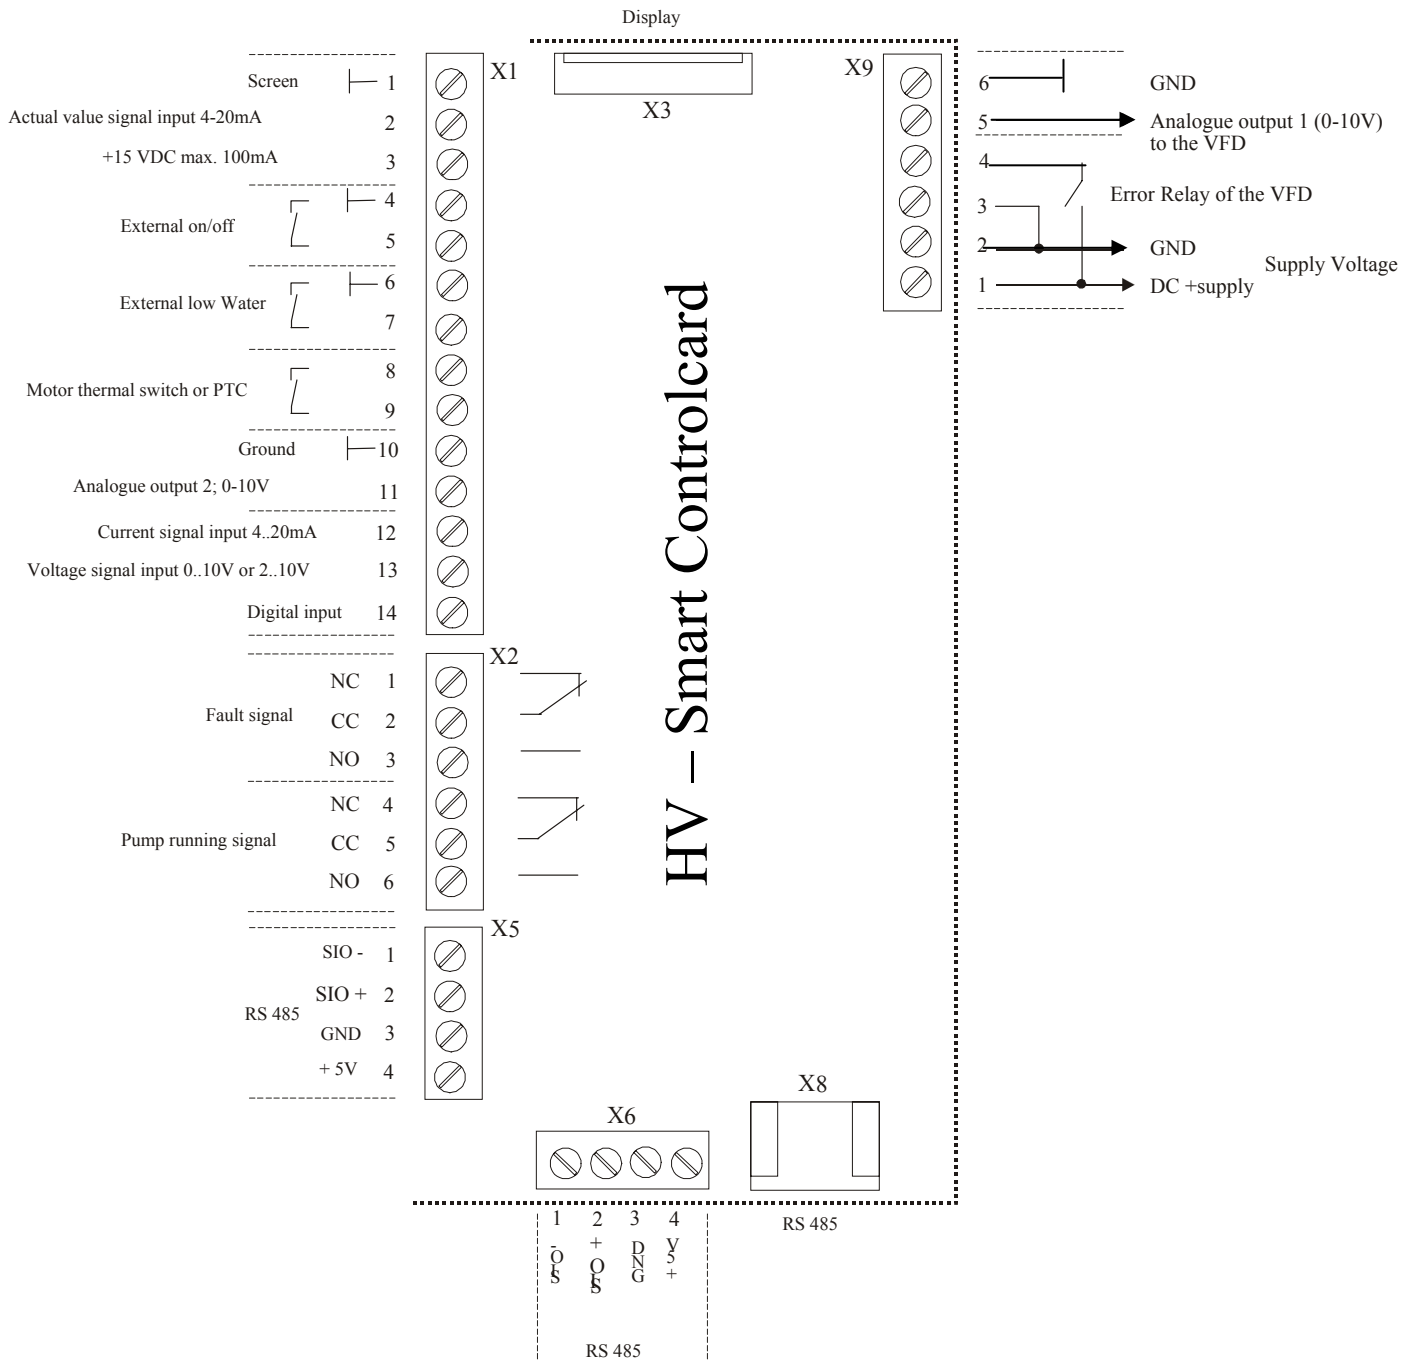 Display
X1
X3
X9
Screen 1
Actual value signal input 4-20mA 2
+15 VDC max. 100mA 3
4
External on/off
5
6
External low Water
7
8
Motor thermal switch or PTC
9
Ground 10
Analogue output 2; 0-10V 11
Current signal input 4..20mA 12
Voltage signal input 0..10V or 2..10V 13
Digital input 14
6 GND
5 Analogue output 1 (0-10V)
to the VFD
4
Error Relay of the VFD
3
2 GND
Supply Voltage
1 DC +supply
HV – Smart Controlcard
X2
NC 1
Fault signal
CC 2
NO 3
NC 4
Pump running signal
CC 5
NO 6
X5
SIO - 1
SIO + 2
RS 485
GND 3
+ 5V 4
X6
1 2 3 4
SIO -
SIO +
GND
+ 5V
RS 485
X8
RS 485